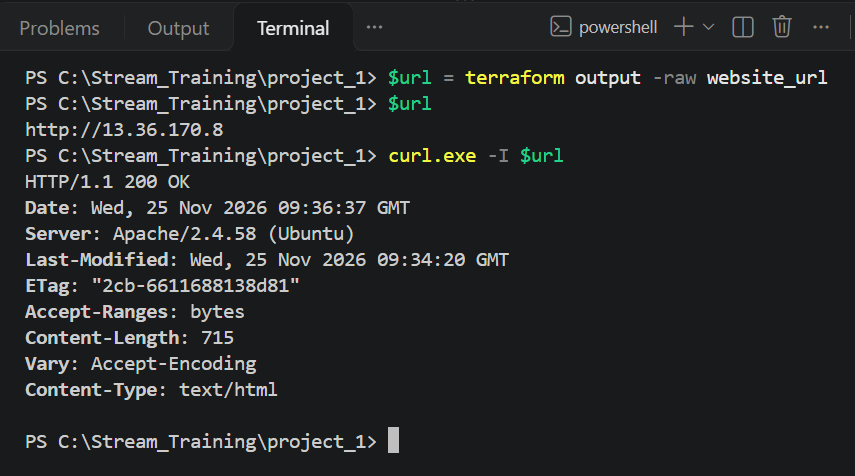 Problems Output Terminal ··· powershell ···
PS C:\Stream_Training\project_1> $url = terraform output -raw website_url
PS C:\Stream_Training\project_1> $url
http://13.36.170.8
PS C:\Stream_Training\project_1> curl.exe -I $url
HTTP/1.1 200 OK
Date: Wed, 25 Nov 2026 09:36:37 GMT
Server: Apache/2.4.58 (Ubuntu)
Last-Modified: Wed, 25 Nov 2026 09:34:20 GMT
ETag: "2cb-6611688138d81"
Accept-Ranges: bytes
Content-Length: 715
Vary: Accept-Encoding
Content-Type: text/html
PS C:\Stream_Training\project_1>